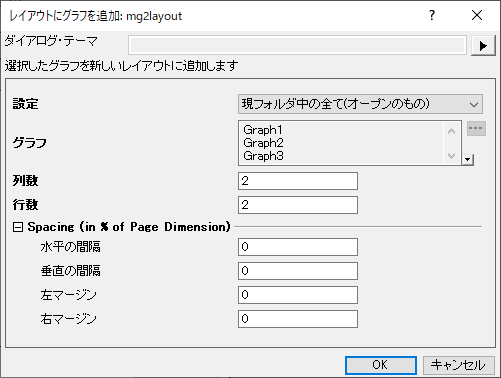 レイアウトにグラフを追加: mg2layout
ダイアログ・テーマ
選択したグラフを新しいレイアウトに追加します
設定
現フォルダ中の全て(オープンのもの)
グラフ
Graph1
Graph2
Graph3
列数
2
行数
2
Spacing (in % of Page Dimension)
水平の間隔
0
垂直の間隔
0
左マージン
0
右マージン
0
OK
キャンセル